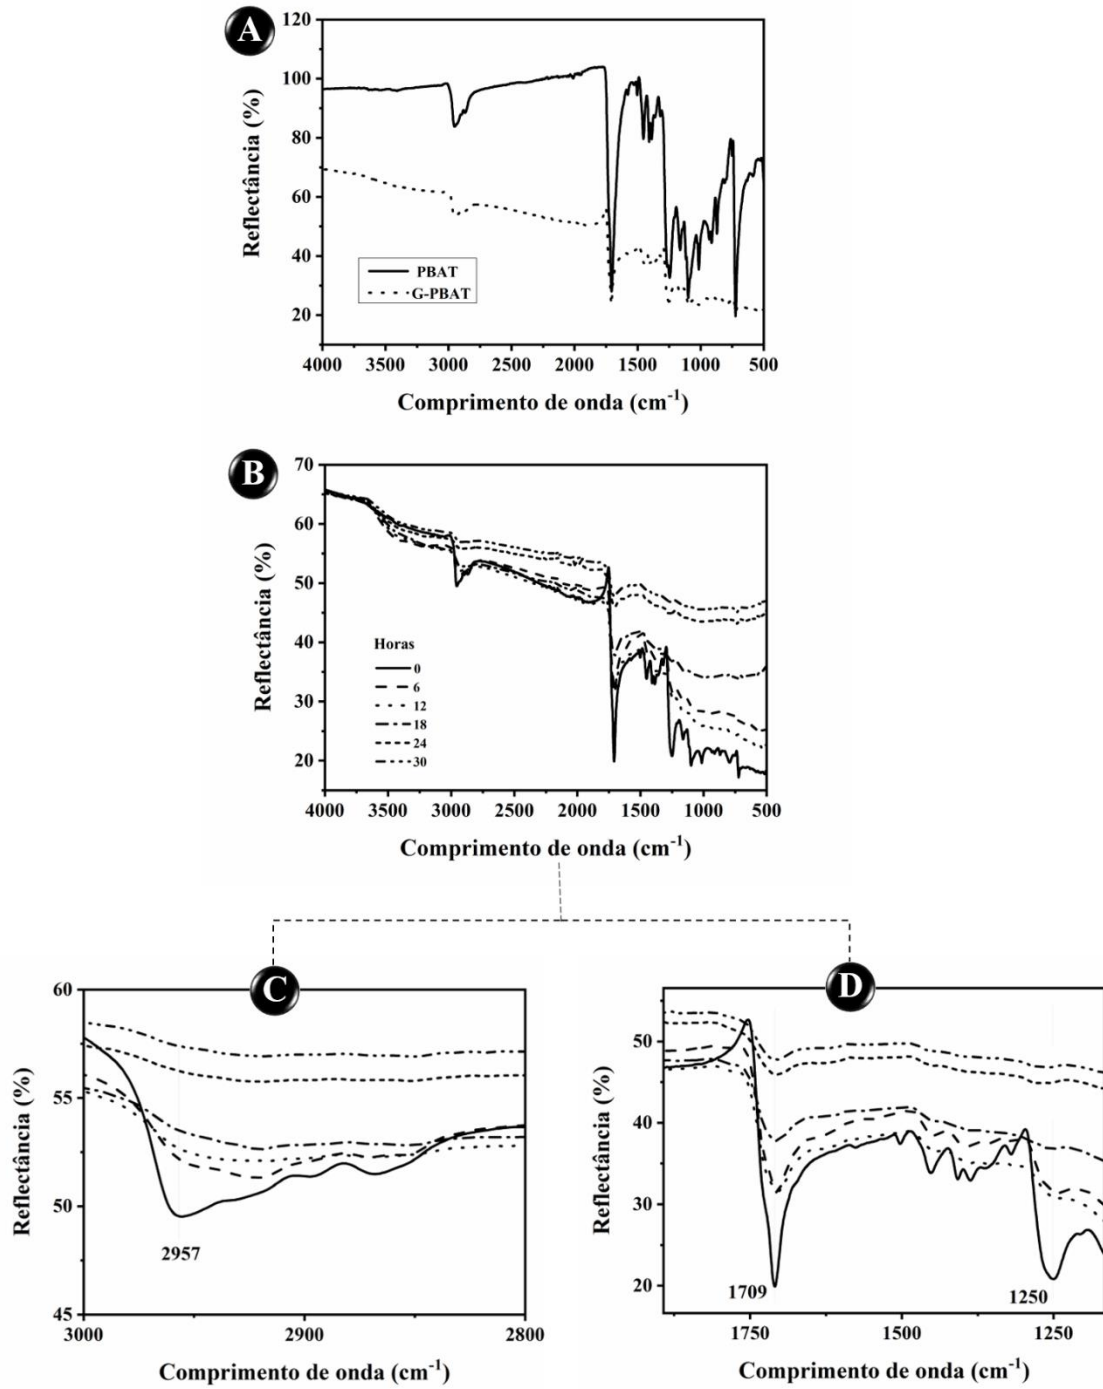 A
120
100
80
60
40
20
Reflectância (%)
PBAT
G-PBAT
4000 3500 3000 2500 2000 1500 1000 500
Comprimento de onda (cm-1)
B
70
60
50
40
30
20
Reflectância (%)
Horas
0
6
12
18
24
30
4000 3500 3000 2500 2000 1500 1000 500
Comprimento de onda (cm-1)
C
60
55
50
45
Reflectância (%)
2957
3000 2900 2800
Comprimento de onda (cm-1)
D
50
40
30
20
Reflectância (%)
1709
1250
1750 1500 1250
Comprimento de onda (cm-1)